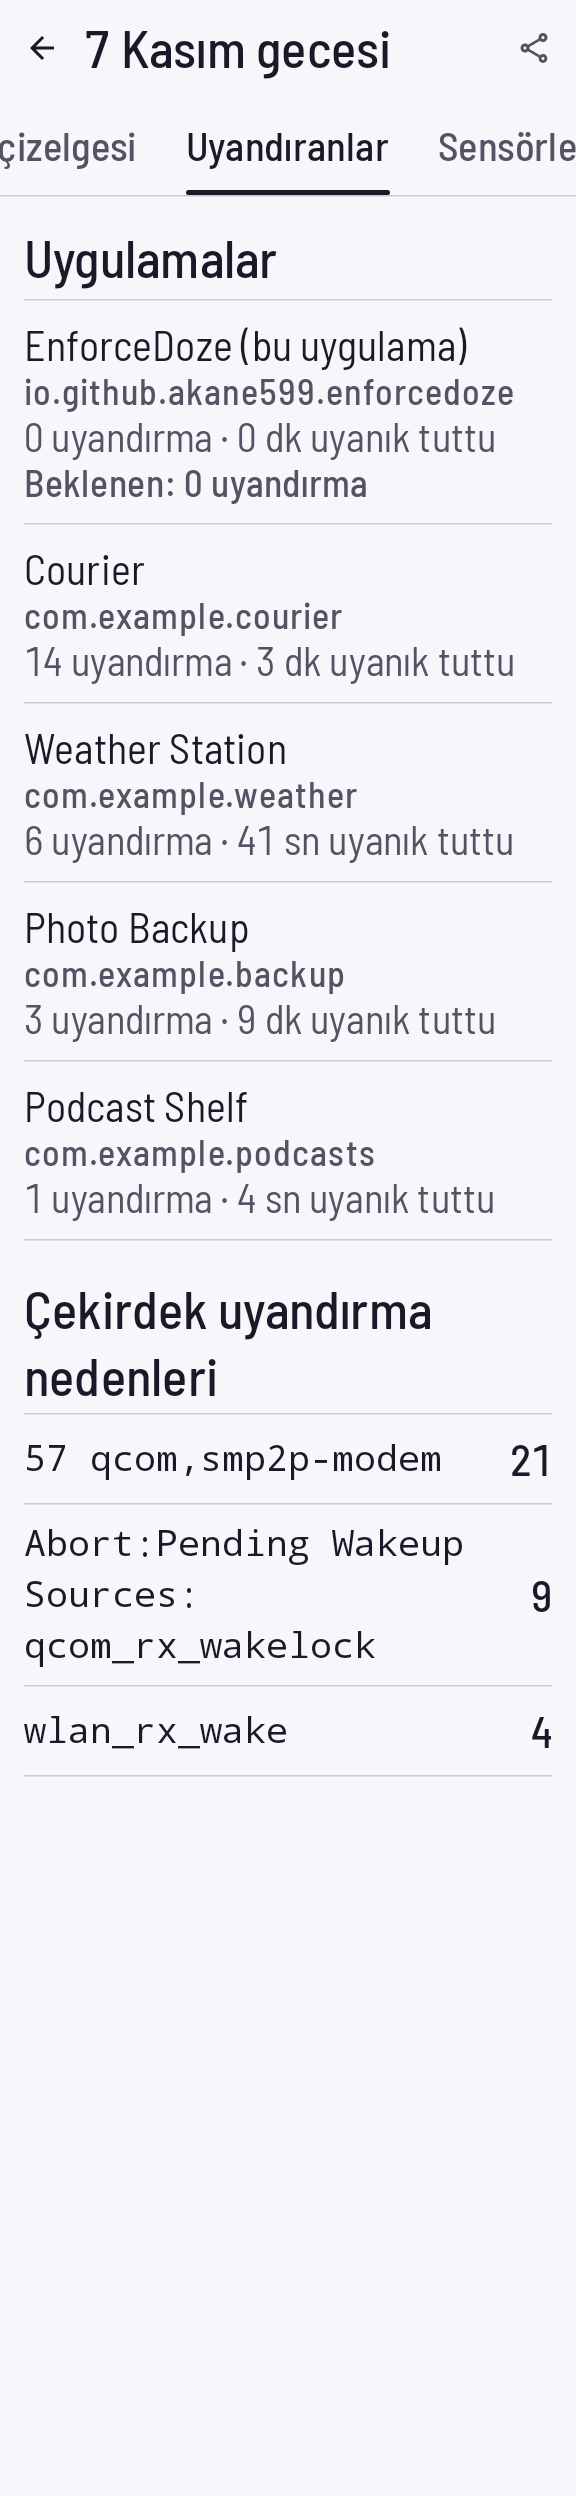 7 Kasım gecesi
çizelgesi Uyandıranlar Sensörle
Uygulamalar
EnforceDoze (bu uygulama)
io.github.akane599.enforcedoze
0 uyandırma · 0 dk uyanık tuttu
Beklenen: 0 uyandırma
Courier
com.example.courier
14 uyandırma · 3 dk uyanık tuttu
Weather Station
com.example.weather
6 uyandırma · 41 sn uyanık tuttu
Photo Backup
com.example.backup
3 uyandırma · 9 dk uyanık tuttu
Podcast Shelf
com.example.podcasts
1 uyandırma · 4 sn uyanık tuttu
Çekirdek uyandırma
nedenleri
57 qcom,smp2p-modem 21
Abort:Pending Wakeup
Sources: 9
qcom_rx_wakelock
wlan_rx_wake 4